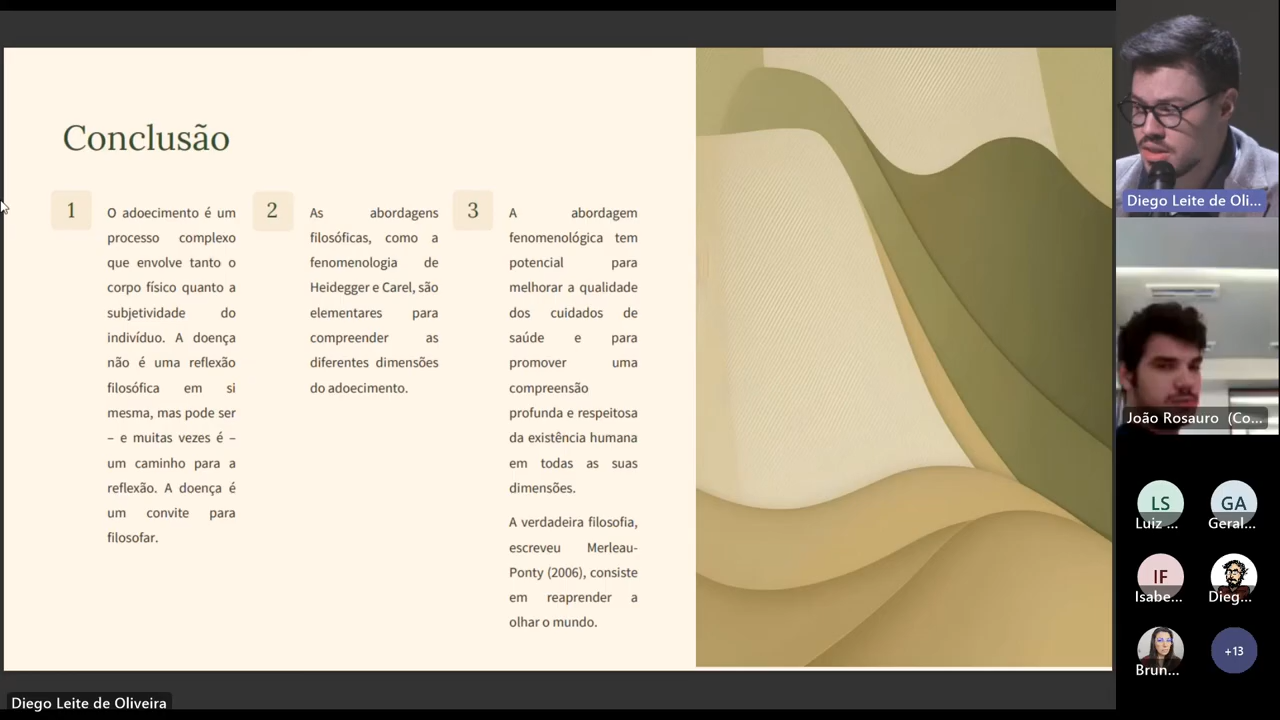 Conclusão
1
O adoecimento é um
processo complexo
que envolve tanto o
corpo físico quanto a
subjetividade do
indivíduo. A doença
não é uma reflexão
filosófica em si
mesma, mas pode ser
– e muitas vezes é –
um caminho para a
reflexão. A doença é
um convite para
filosofar.
2
As abordagens
filosóficas, como a
fenomenologia de
Heidegger e Carel, são
elementares para
compreender as
diferentes dimensões
do adoecimento.
3
A abordagem
fenomenológica tem
potencial para
melhorar a qualidade
dos cuidados de
saúde e para
promover uma
compreensão
profunda e respeitosa
da existência humana
em todas as suas
dimensões.
A verdadeira filosofia,
escreveu Merleau-
Ponty (2006), consiste
em reaprender a
olhar o mundo.
Diego Leite de Oli...
João Rosauro (Co...
LS
Luiz ...
GA
Geral...
IF
Isabe...
Dieg...
Brun...
+13
Diego Leite de Oliveira